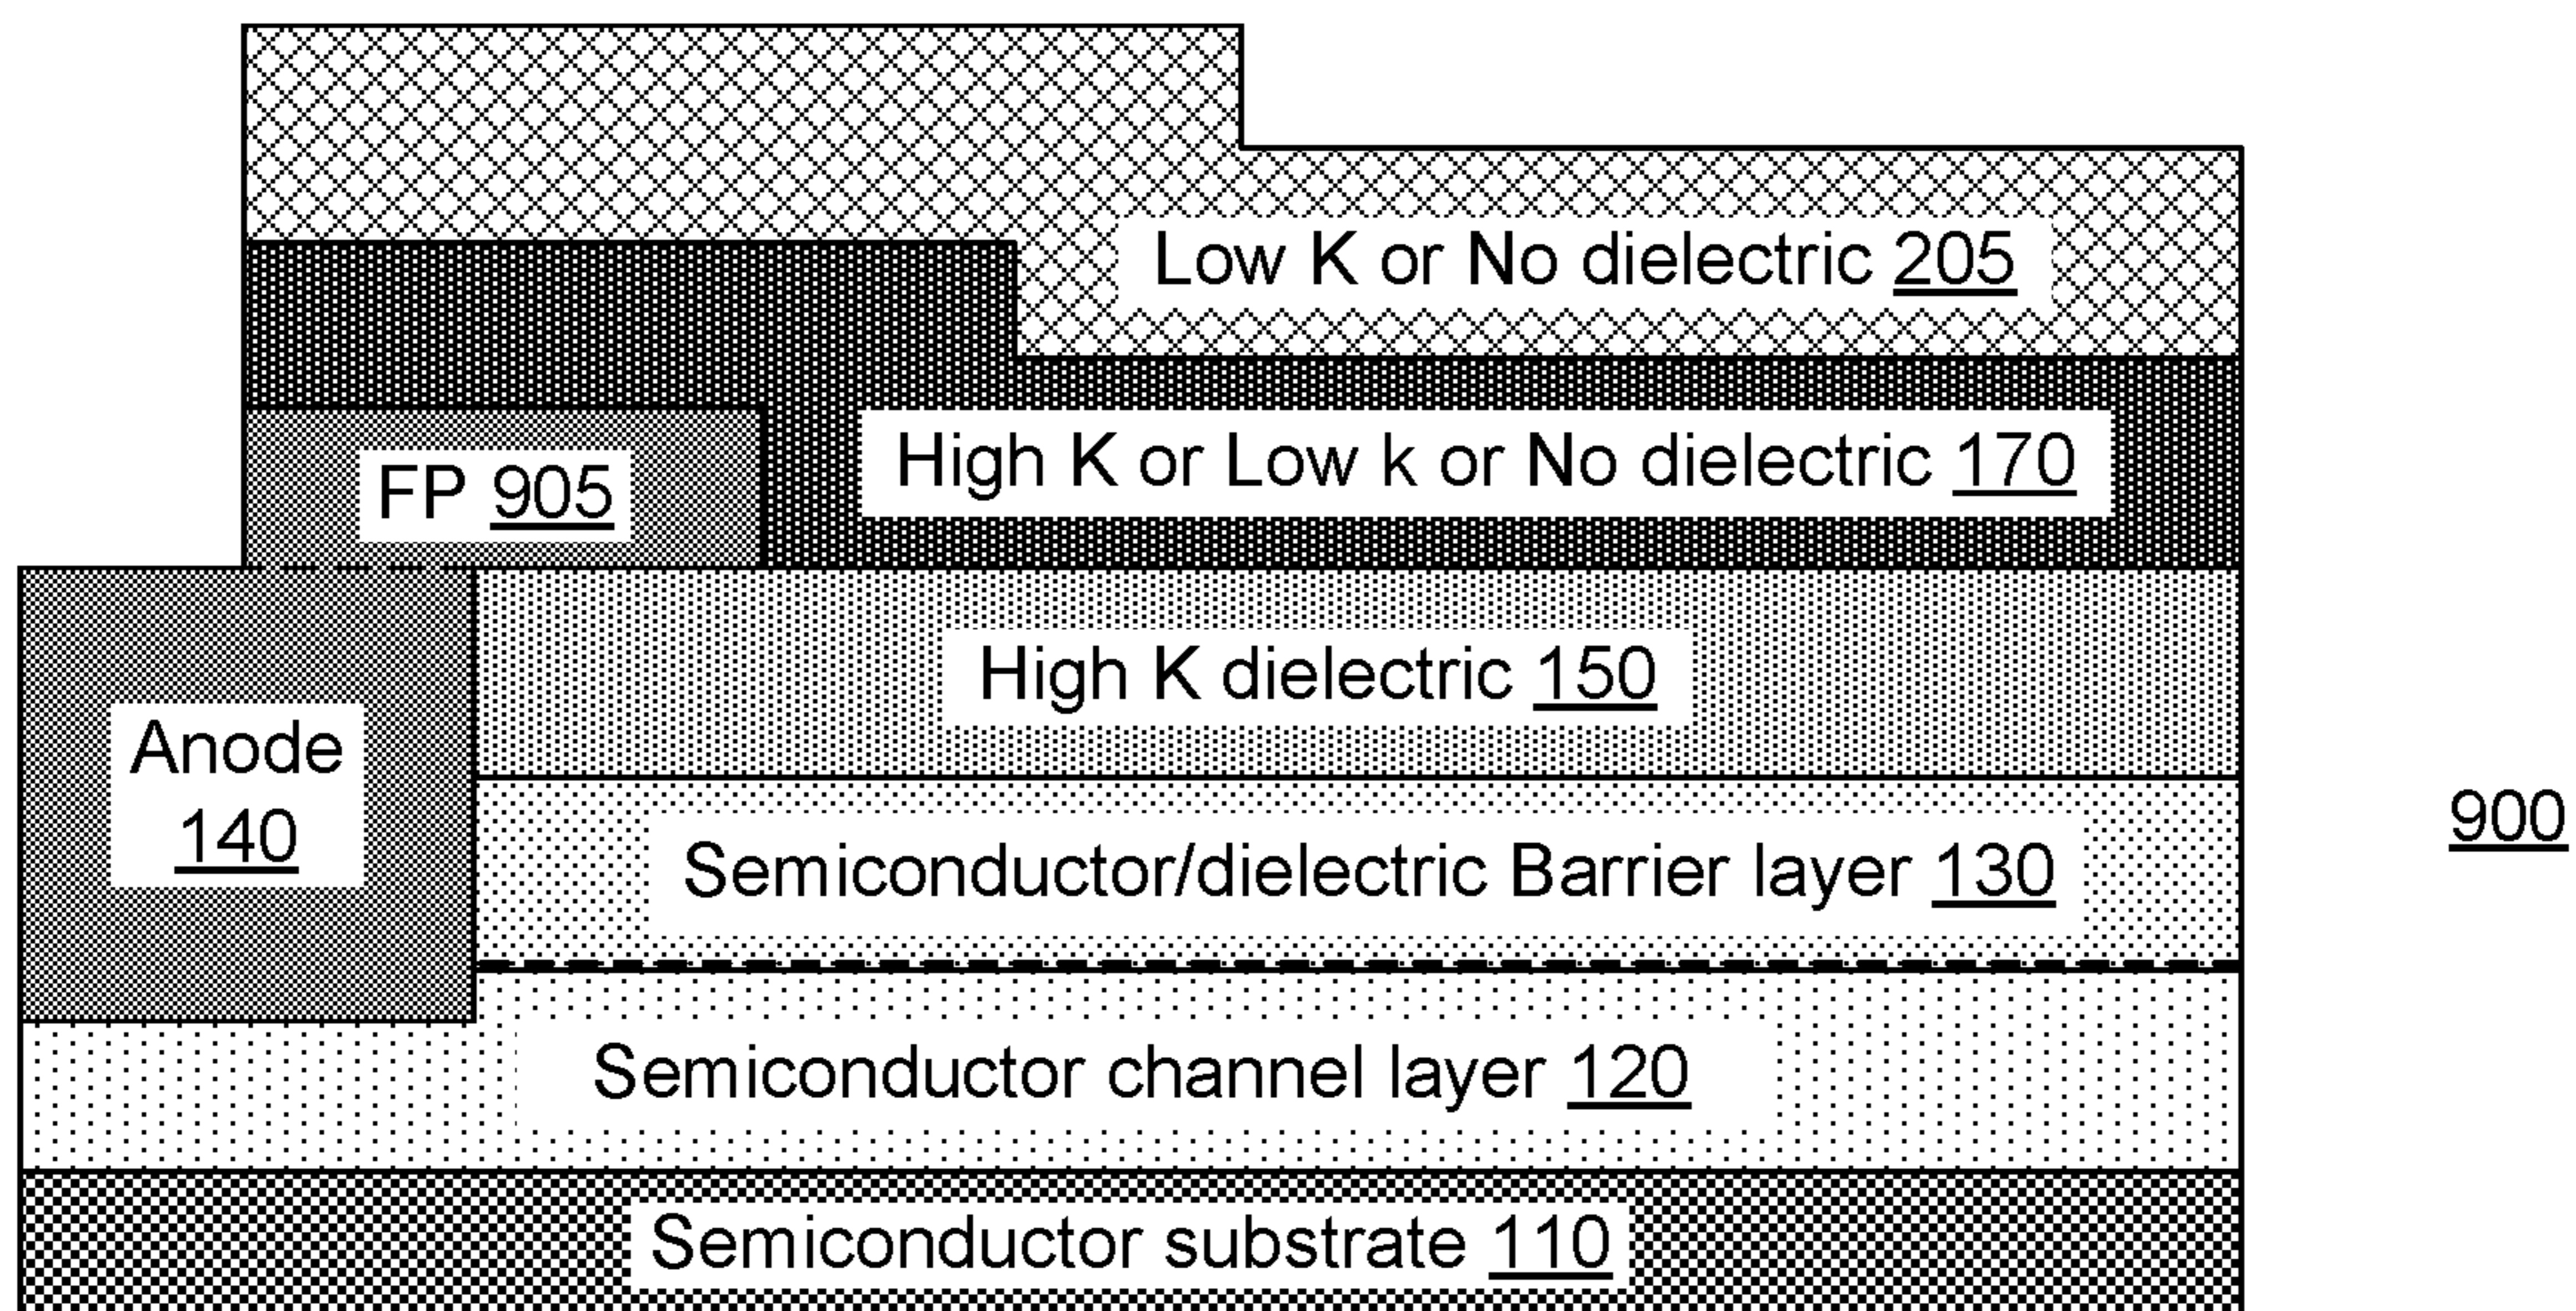 Low K or No dielectric 205
High K or Low k or No dielectric 170
FP 905
High K dielectric 150
Anode
140
900
Semiconductor/dielectric Barrier layer 130
Semiconductor channel layer 120
Semiconductor substrate 110